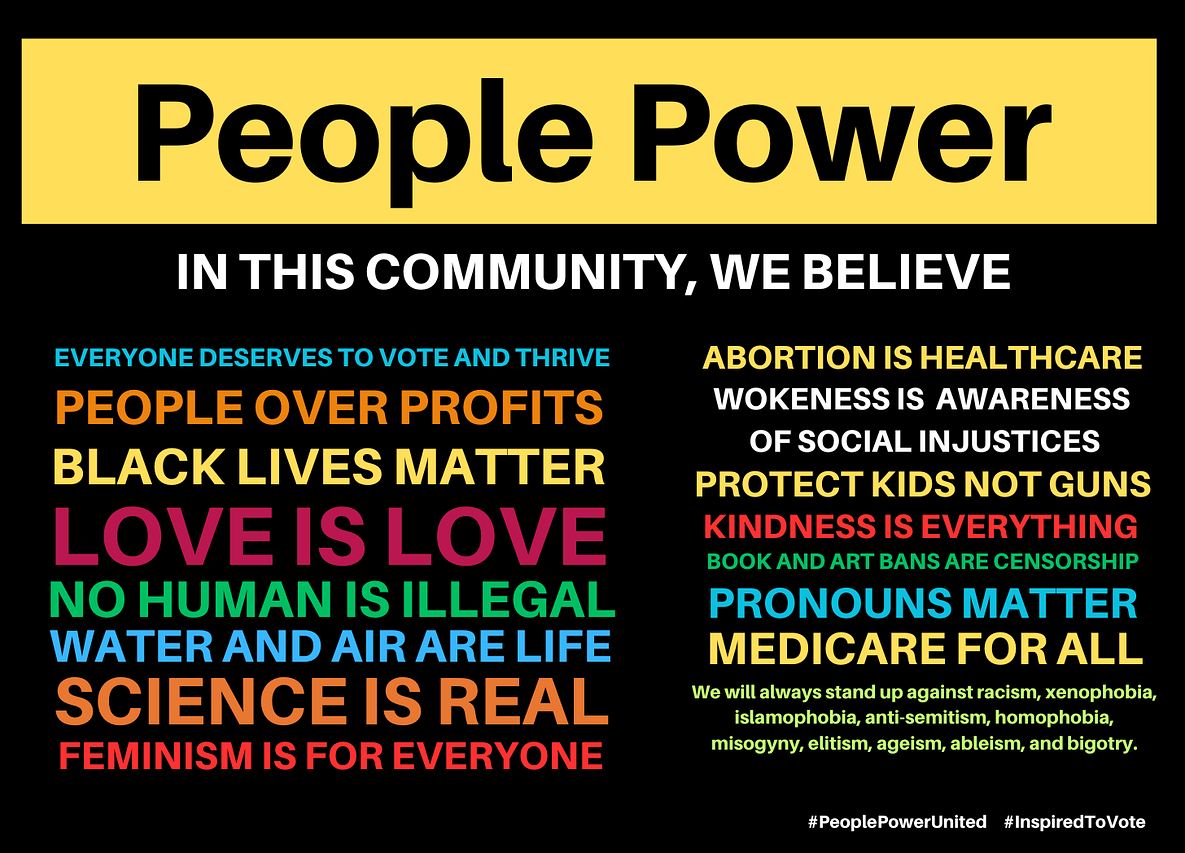 People Power
IN THIS COMMUNITY, WE BELIEVE
EVERYONE DESERVES TO VOTE AND THRIVE
PEOPLE OVER PROFITS
BLACK LIVES MATTER
LOVE IS LOVE
NO HUMAN IS ILLEGAL
WATER AND AIR ARE LIFE
SCIENCE IS REAL
FEMINISM IS FOR EVERYONE
ABORTION IS HEALTHCARE
WOKENESS IS AWARENESS
OF SOCIAL INJUSTICES
PROTECT KIDS NOT GUNS
KINDNESS IS EVERYTHING
BOOK AND ART BANS ARE CENSORSHIP
PRONOUNS MATTER
MEDICARE FOR ALL
We will always stand up against racism, xenophobia,
islamophobia, anti-semitism, homophobia,
misogyny, elitism, ageism, ableism, and bigotry.
#PeoplePowerUnited #InspiredToVote